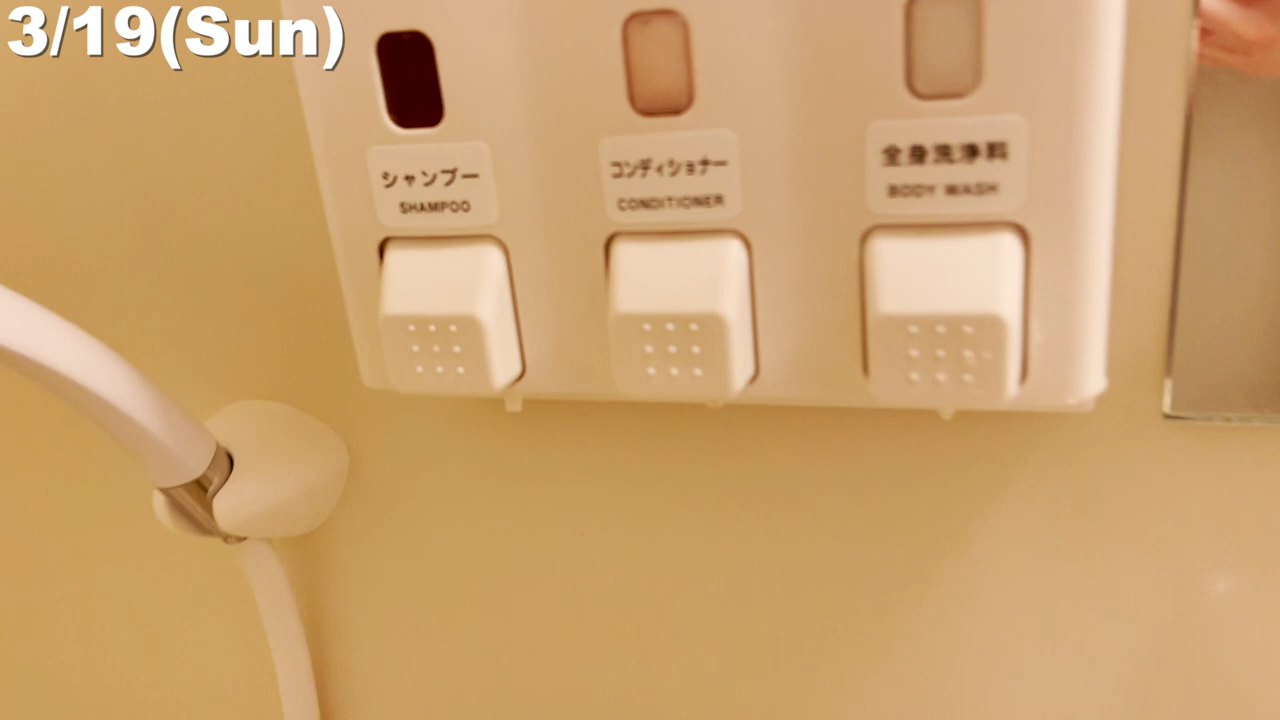 3/19(Sun)
シャンプー
SHAMPOO
コンディショナー
CONDITIONER
全身洗浄料
BODY WASH